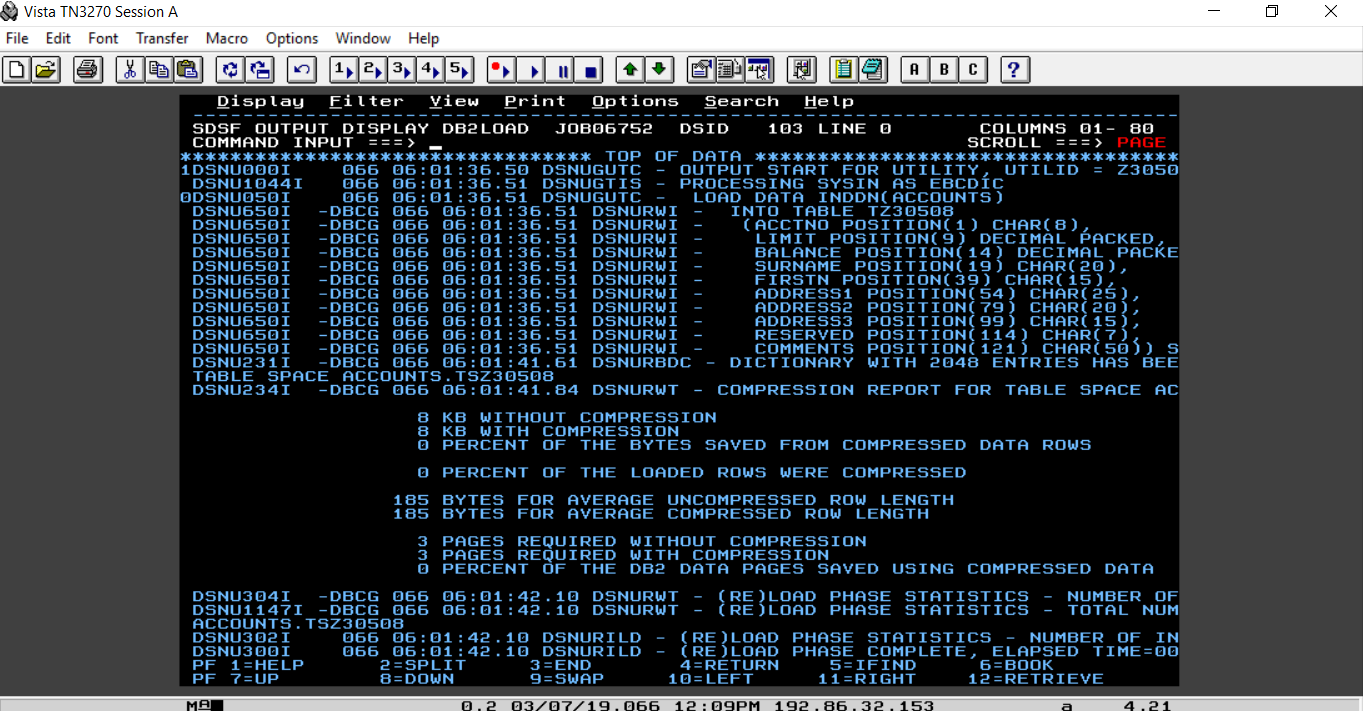 Vista TN3270 Session A
File Edit Font Transfer Macro Options Window Help
1 2 3 4 5 A B C ?
Display Filter View Print Options Search Help
-------------------------------------------------------------------------------
SDSF OUTPUT DISPLAY DB2LOAD JOB06752 DSID 103 LINE 0 COLUMNS 01- 80
COMMAND INPUT ===> _ SCROLL ===> PAGE
********************************* TOP OF DATA **********************************
1DSNU000I 066 06:01:36.50 DSNUGUTC - OUTPUT START FOR UTILITY, UTILID = Z3050
DSNU1044I 066 06:01:36.51 DSNUGTIS - PROCESSING SYSIN AS EBCDIC
0DSNU050I 066 06:01:36.51 DSNUGUTC - LOAD DATA INDDN(ACCOUNTS)
DSNU650I -DBCG 066 06:01:36.51 DSNURWI - INTO TABLE TZ30508
DSNU650I -DBCG 066 06:01:36.51 DSNURWI - (ACCTNO POSITION(1) CHAR(8),
DSNU650I -DBCG 066 06:01:36.51 DSNURWI - LIMIT POSITION(9) DECIMAL PACKED,
DSNU650I -DBCG 066 06:01:36.51 DSNURWI - BALANCE POSITION(14) DECIMAL PACKE
DSNU650I -DBCG 066 06:01:36.51 DSNURWI - SURNAME POSITION(19) CHAR(20),
DSNU650I -DBCG 066 06:01:36.51 DSNURWI - FIRSTN POSITION(39) CHAR(15),
DSNU650I -DBCG 066 06:01:36.51 DSNURWI - ADDRESS1 POSITION(54) CHAR(25),
DSNU650I -DBCG 066 06:01:36.51 DSNURWI - ADDRESS2 POSITION(79) CHAR(20),
DSNU650I -DBCG 066 06:01:36.51 DSNURWI - ADDRESS3 POSITION(99) CHAR(15),
DSNU650I -DBCG 066 06:01:36.51 DSNURWI - RESERVED POSITION(114) CHAR(7),
DSNU650I -DBCG 066 06:01:36.51 DSNURWI - COMMENTS POSITION(121) CHAR(50)) S
DSNU231I -DBCG 066 06:01:41.61 DSNURBDC - DICTIONARY WITH 2048 ENTRIES HAS BEE
TABLE SPACE ACCOUNTS.TSZ30508
DSNU234I -DBCG 066 06:01:41.84 DSNURWT - COMPRESSION REPORT FOR TABLE SPACE AC
8 KB WITHOUT COMPRESSION
8 KB WITH COMPRESSION
0 PERCENT OF THE BYTES SAVED FROM COMPRESSED DATA ROWS
0 PERCENT OF THE LOADED ROWS WERE COMPRESSED
185 BYTES FOR AVERAGE UNCOMPRESSED ROW LENGTH
185 BYTES FOR AVERAGE COMPRESSED ROW LENGTH
3 PAGES REQUIRED WITHOUT COMPRESSION
3 PAGES REQUIRED WITH COMPRESSION
0 PERCENT OF THE DB2 DATA PAGES SAVED USING COMPRESSED DATA
DSNU304I -DBCG 066 06:01:42.10 DSNURWT - (RE)LOAD PHASE STATISTICS - NUMBER OF
DSNU1147I -DBCG 066 06:01:42.10 DSNURWT - (RE)LOAD PHASE STATISTICS - TOTAL NUM
ACCOUNTS.TSZ30508
DSNU302I 066 06:01:42.10 DSNURILD - (RE)LOAD PHASE STATISTICS - NUMBER OF IN
DSNU300I 066 06:01:42.10 DSNURILD - (RE)LOAD PHASE COMPLETE, ELAPSED TIME=00
PF 1=HELP 2=SPLIT 3=END 4=RETURN 5=IFIND 6=BOOK
PF 7=UP 8=DOWN 9=SWAP 10=LEFT 11=RIGHT 12=RETRIEVE
MA 0.2 03/07/19.066 12:09PM 192.86.32.153 a 4.21